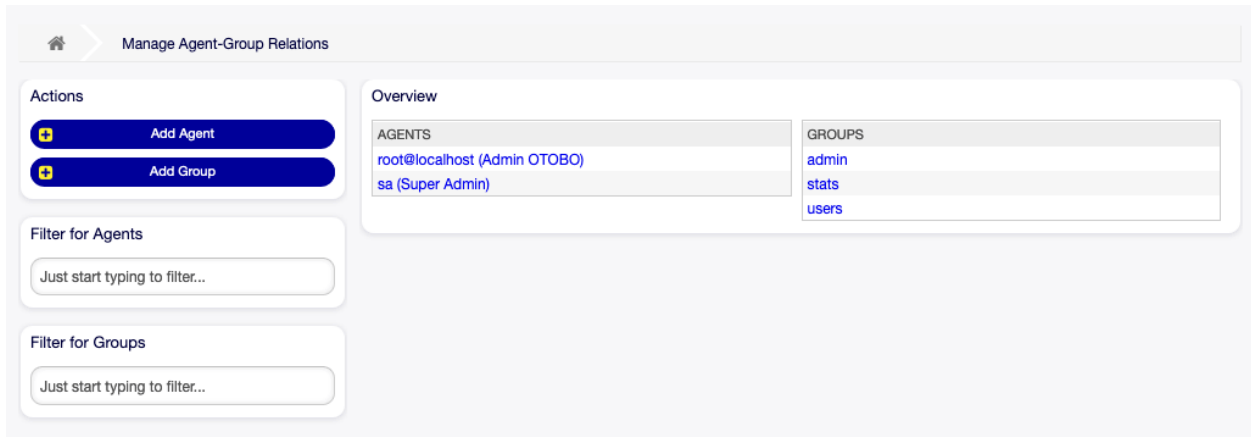 Manage Agent-Group Relations
Actions
Add Agent
Add Group
Filter for Agents
Just start typing to filter...
Filter for Groups
Just start typing to filter...
Overview
AGENTS
root@localhost (Admin OTOBO)
sa (Super Admin)
GROUPS
admin
stats
users